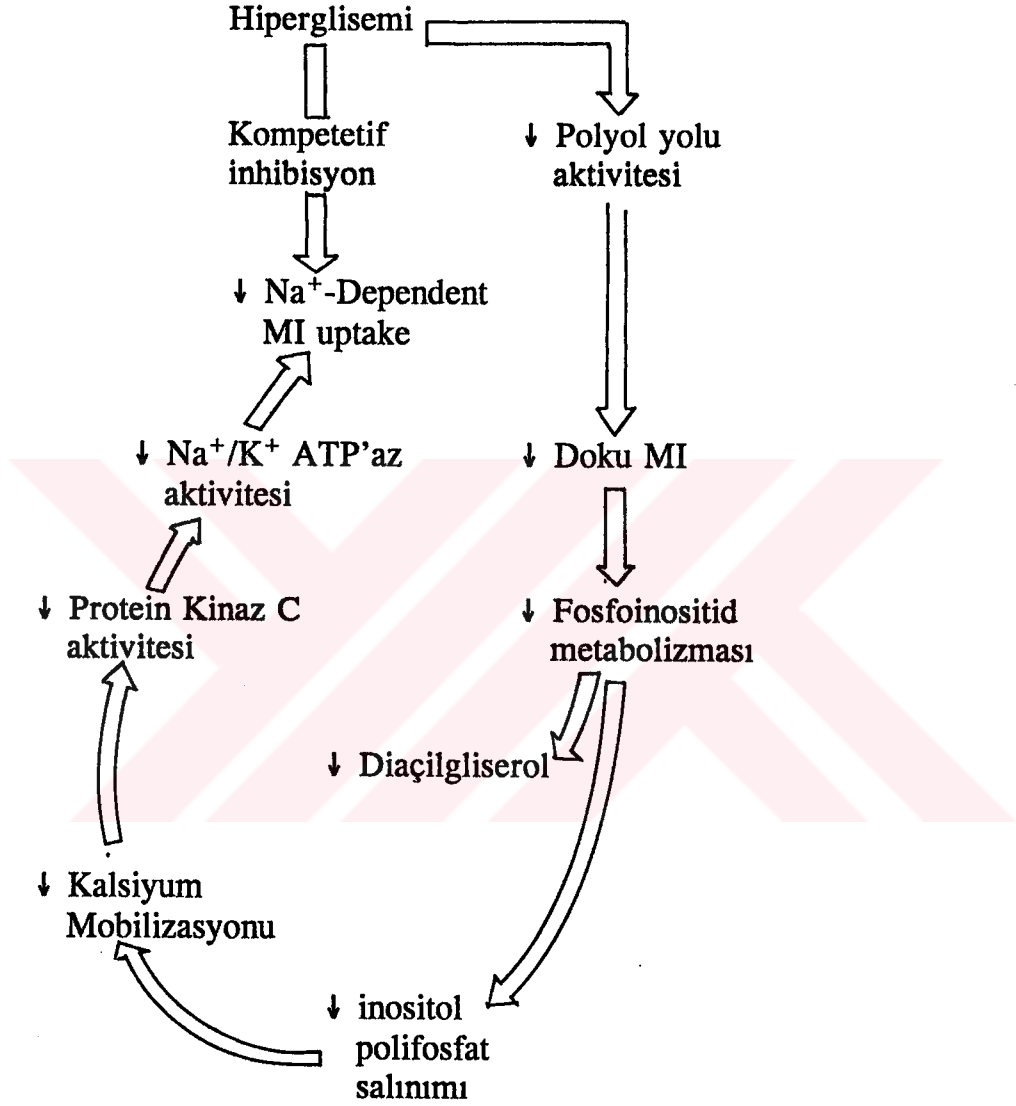 Hiperglisemi
Kompetetif
inhibisyon
↓ Polyol yolu
aktivitesi
↓ Na⁺-Dependent
MI uptake
↓ Na⁺/K⁺ ATP'az
aktivitesi
↓ Doku MI
↓ Protein Kinaz C
aktivitesi
↓ Fosfoinositid
metabolizması
↓ Diaçilgliserol
↓ Kalsiyum
Mobilizasyonu
↓ inositol
polifosfat
salınımı